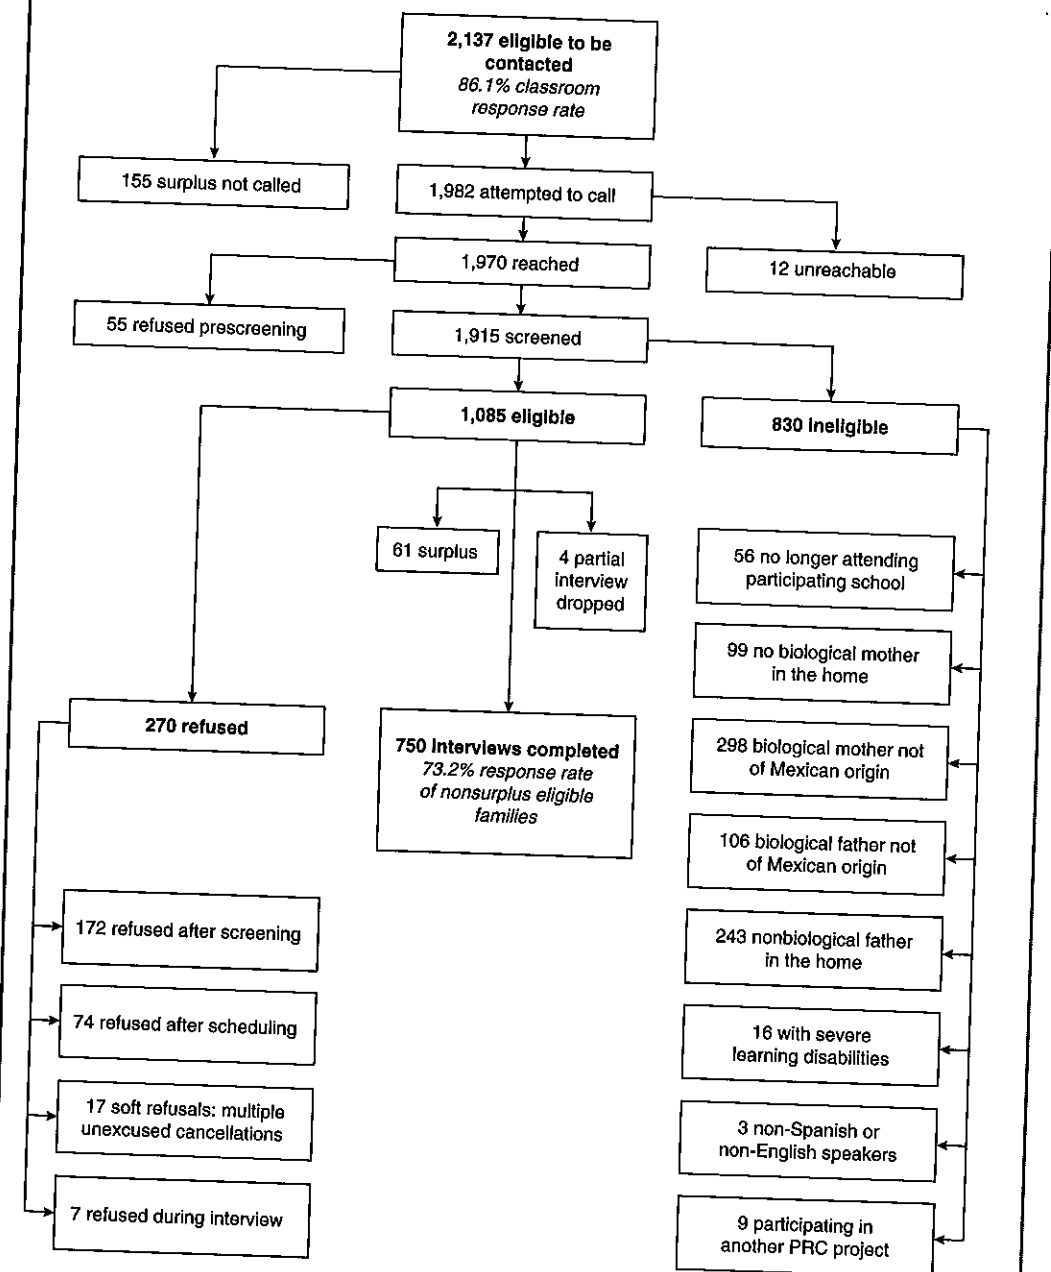 2,137 eligible to be
contacted
86.1% classroom
response rate
155 surplus not called
1,982 attempted to call
1,970 reached
12 unreachable
55 refused prescreening
1,915 screened
1,085 eligible
830 Ineligible
61 surplus
4 partial
interview
dropped
56 no longer attending
participating school
99 no biological mother
in the home
270 refused
750 Interviews completed
73.2% response rate
of nonsurplus eligible
families
298 biological mother not
of Mexican origin
106 biological father not
of Mexican origin
172 refused after screening
243 nonbiological father
in the home
74 refused after scheduling
16 with severe
learning disabilities
17 soft refusals: multiple
unexcused cancellations
3 non-Spanish or
non-English speakers
7 refused during interview
9 participating in
another PRC project